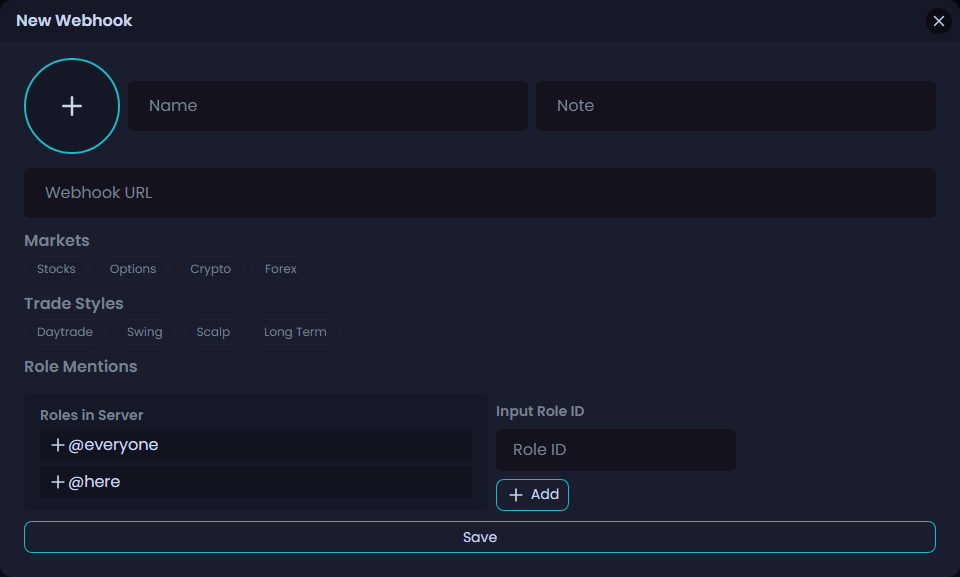 New Webhook
Name
Note
Webhook URL
Markets
Stocks Options Crypto Forex
Trade Styles
Daytrade Swing Scalp Long Term
Role Mentions
Roles in Server
@everyone
@here
Input Role ID
Role ID
Add
Save